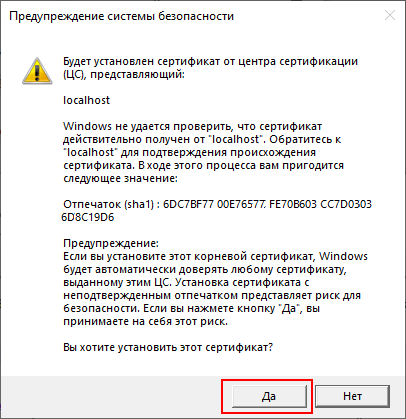 Предупреждение системы безопасности
Будет установлен сертификат от центра сертификации
(ЦС), представляющий:
localhost
Windows не удается проверить, что сертификат
действительно получен от "localhost". Обратитесь к
"localhost" для подтверждения происхождения
сертификата. В ходе этого процесса вам пригодится
следующее значение:
Отпечаток (sha1) : 6DC7BF77 00E76577. FE70B603 CC7D0303
6D8C19D6
Предупреждение:
Если вы установите этот корневой сертификат, Windows
будет автоматически доверять любому сертификату,
выданному этим ЦС. Установка сертификата с
неподтвержденным отпечатком представляет риск для
безопасности. Если вы нажмете кнопку "Да", вы
принимаете на себя этот риск.
Вы хотите установить этот сертификат?
Да
Нет